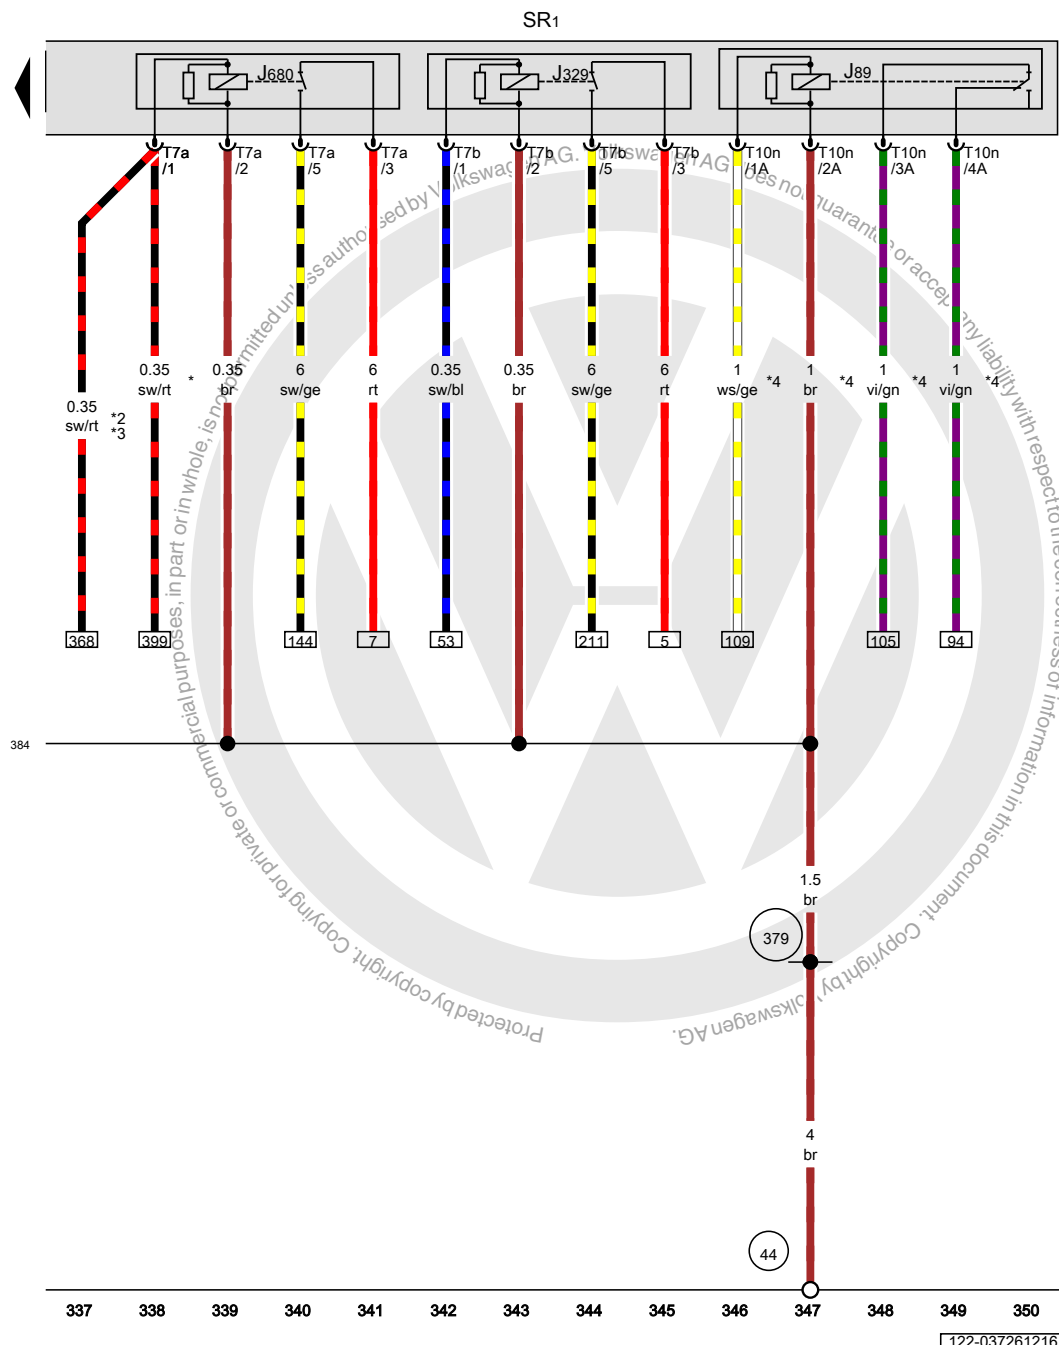 SR1
J680
J329
J89
T7a /1
T7a /2
T7a /5
T7a /3
T7b /1
T7b /2
T7b /5
T7b /3
T10n /1A
T10n /2A
T10n /3A
T10n /4A
0.35 sw/rt *2 *3
0.35 sw/rt *
0.35 br
6 sw/ge
6 rt
0.35 sw/bl
0.35 br
6 sw/ge
6 rt
1 ws/ge *4
1 br *4
1 vi/gn *4
1 vi/gn *4
368 399 144 7 53 211 5 109 105 94
384
1.5 br
379
4 br
44
337 338 339 340 341 342 343 344 345 346 347 348 349 350
122-037261216
Protected by copyright. Copying for private or commercial purposes, in part or in whole, is not permitted unless authorised by Volkswagen AG. Volkswagen AG does not guarantee or accept any liability with respect to the correctness of information in this document. Copyright by Volkswagen AG.